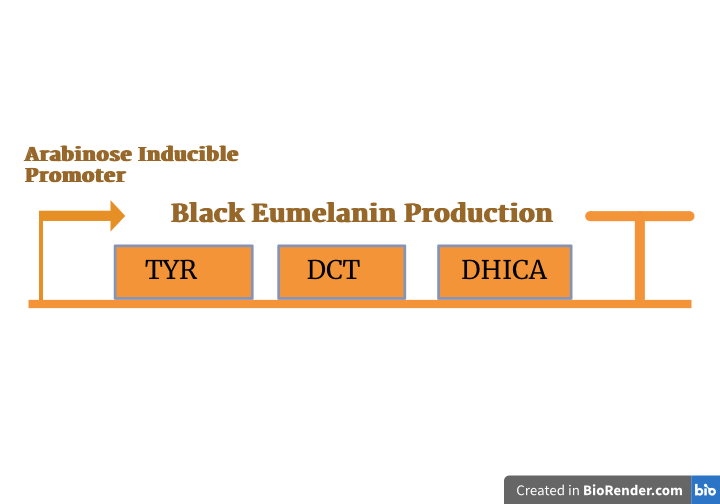 Arabinose Inducible
Promoter
Black Eumelanin Production
TYR
DCT
DHICA
Created in BioRender.com bio